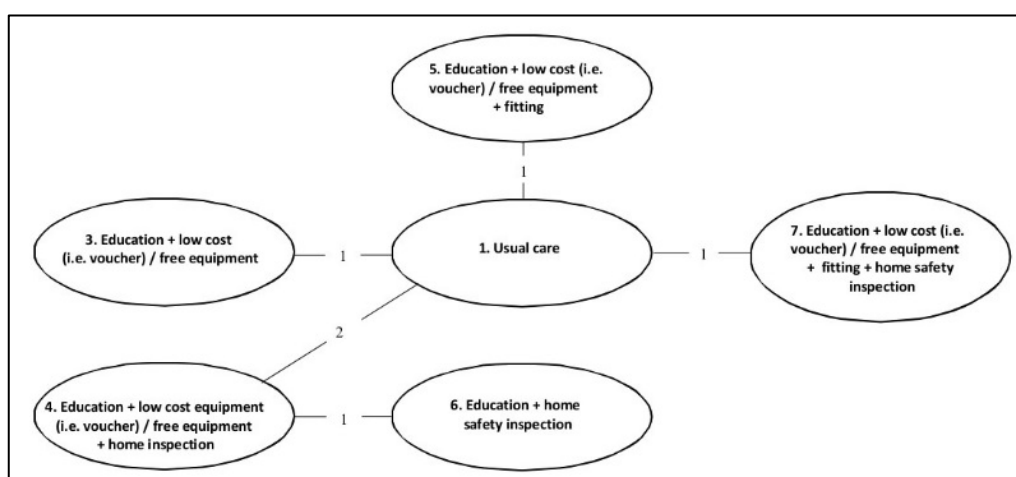 5. Education + low cost (i.e.
voucher) / free equipment
+ fitting
1
3. Education + low cost
(i.e. voucher) / free equipment
1
1. Usual care
1
7. Education + low cost (i.e.
voucher) / free equipment
+ fitting + home safety
inspection
2
4. Education + low cost equipment
(i.e. voucher) / free equipment
+ home inspection
1
6. Education + home
safety inspection